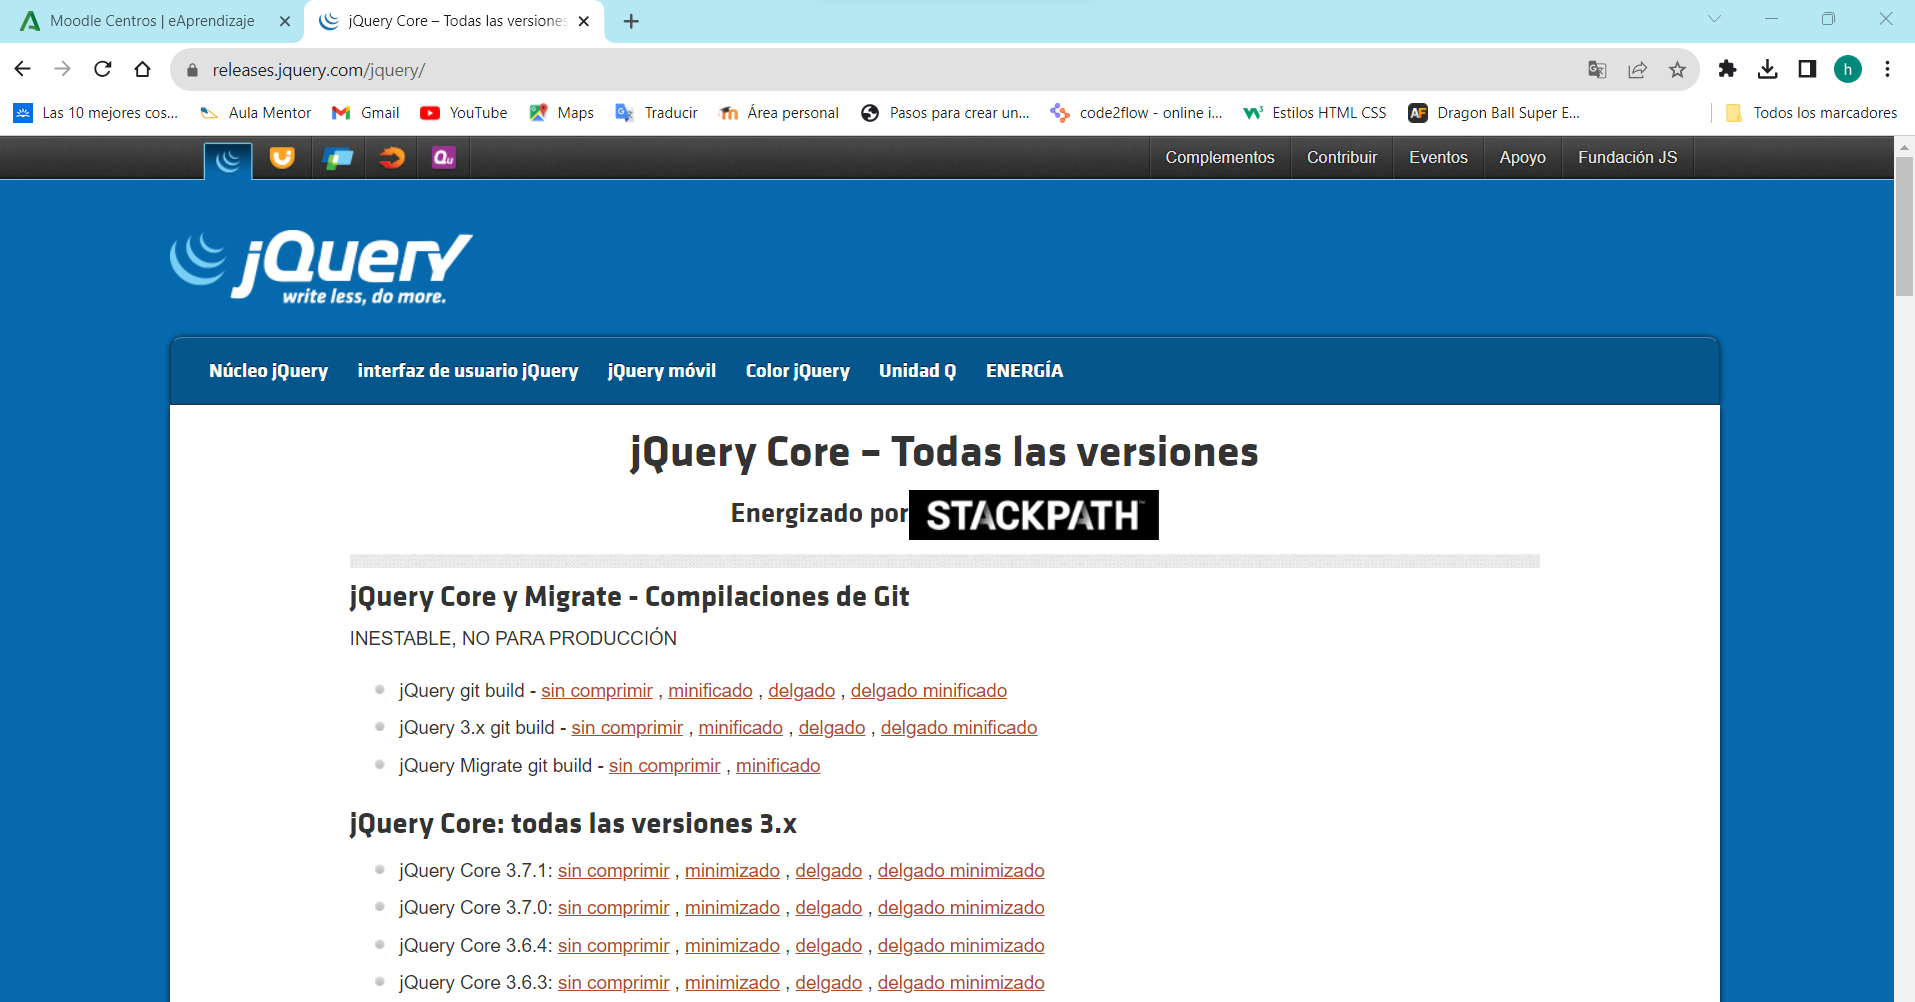 Moodle Centros | eAprendizaje
jQuery Core – Todas las versiones
releases.jquery.com/jquery/
Las 10 mejores cos... Aula Mentor Gmail YouTube Maps Traducir Área personal Pasos para crear un... code2flow - online i... Estilos HTML CSS Dragon Ball Super E... Todos los marcadores
Complementos Contribuir Eventos Apoyo Fundación JS
jQuery
write less, do more.
Núcleo jQuery interfaz de usuario jQuery jQuery móvil Color jQuery Unidad Q ENERGÍA
jQuery Core – Todas las versiones
Energizado por STACKPATH
jQuery Core y Migrate - Compilaciones de Git
INESTABLE, NO PARA PRODUCCIÓN
jQuery git build - sin comprimir , minificado , delgado , delgado minificado
jQuery 3.x git build - sin comprimir , minificado , delgado , delgado minificado
jQuery Migrate git build - sin comprimir , minificado
jQuery Core: todas las versiones 3.x
jQuery Core 3.7.1: sin comprimir , minimizado , delgado , delgado minimizado
jQuery Core 3.7.0: sin comprimir , minimizado , delgado , delgado minimizado
jQuery Core 3.6.4: sin comprimir , minimizado , delgado , delgado minimizado
jQuery Core 3.6.3: sin comprimir , minimizado , delgado , delgado minimizado